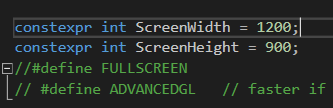 constexpr int ScreenWidth = 1200;
constexpr int ScreenHeight = 900;
//#define FULLSCREEN
// #define ADVANCEDGL   // faster if